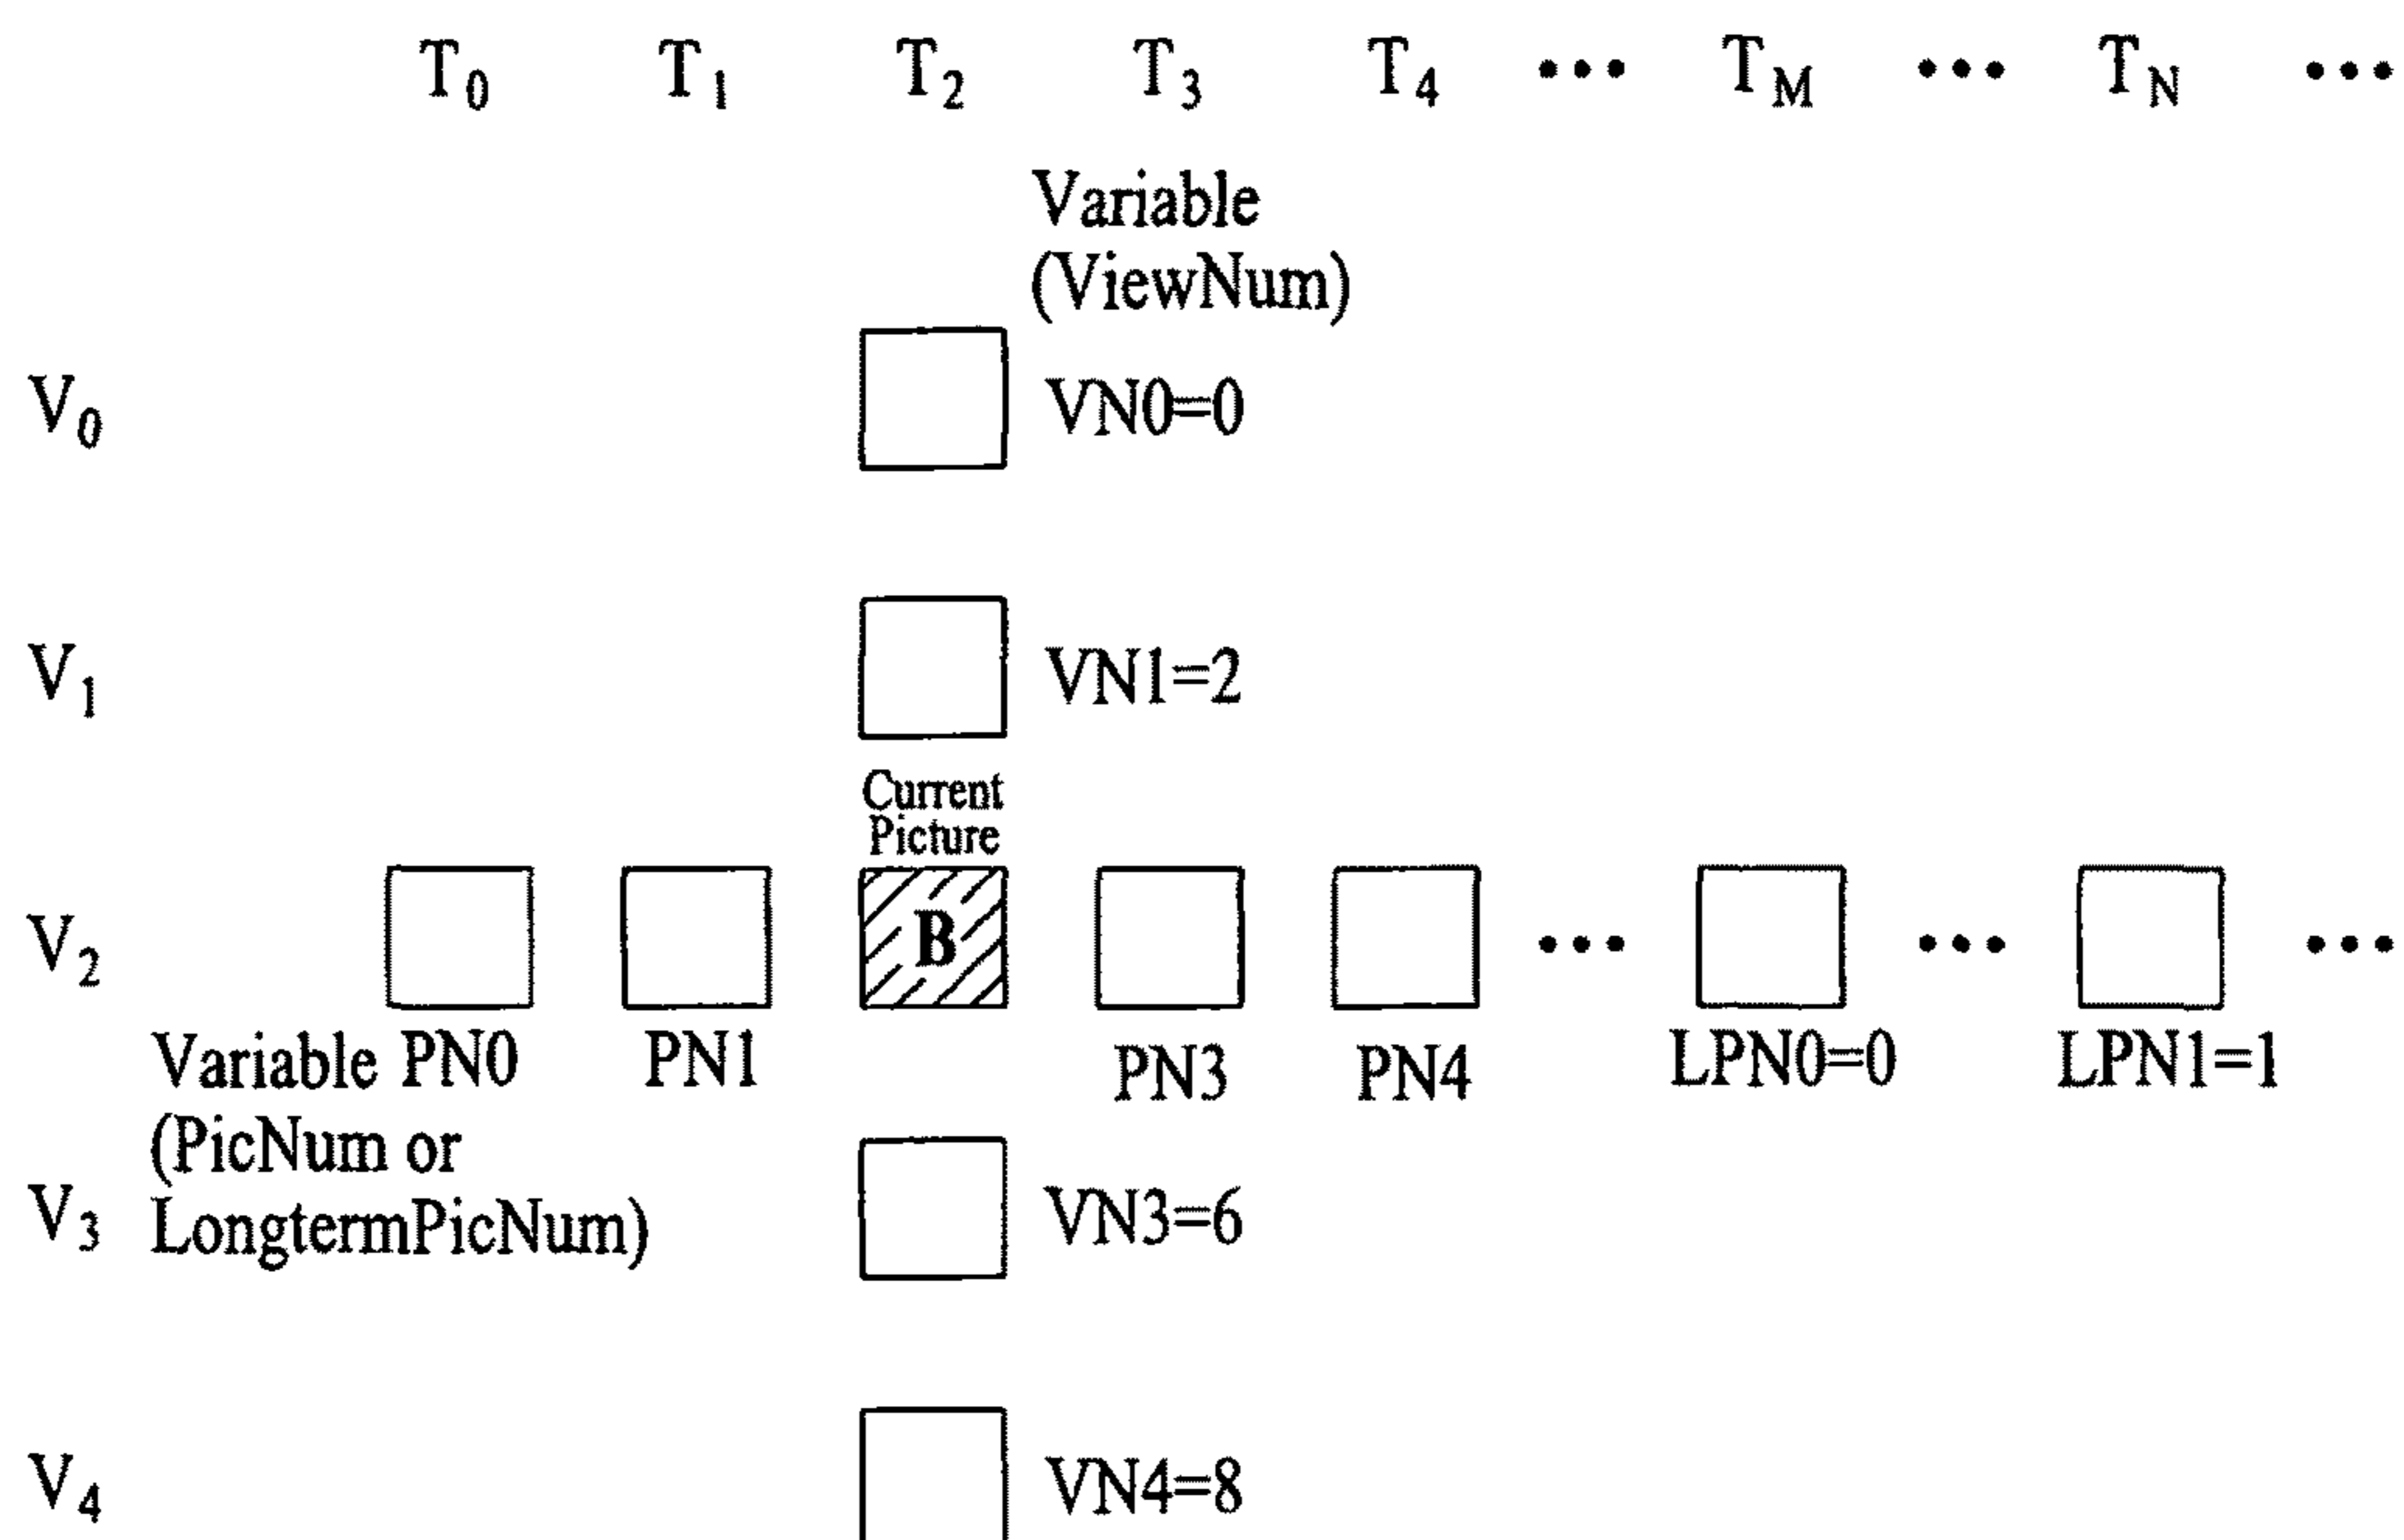 T0 T1 T2 T3 T4 ••• TM ••• TN •••
Variable
(ViewNum)
V0 VN0=0
V1 VN1=2
Current
Picture
V2 B ••• ••• •••
Variable PN0 PN1 PN3 PN4 LPN0=0 LPN1=1
(PicNum or
V3 LongtermPicNum) VN3=6
V4 VN4=8